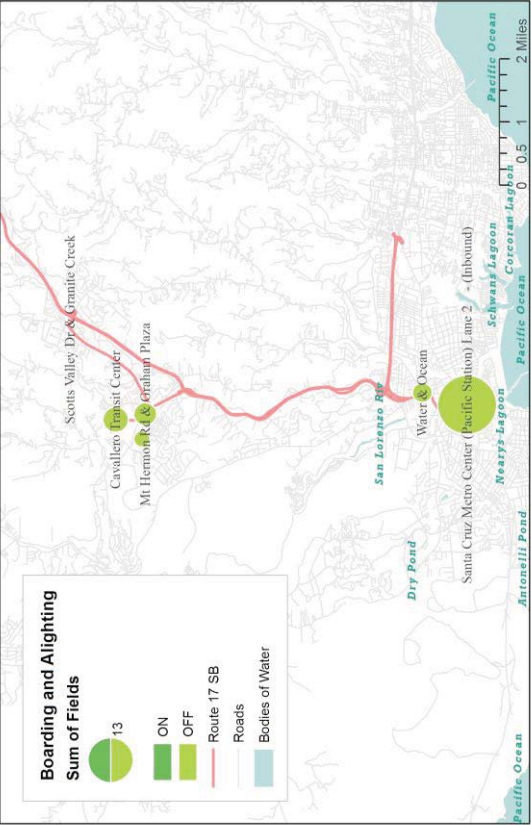 Boarding and Alighting
Sum of Fields
13
ON
OFF
Route 17 SB
Roads
Bodies of Water
Scotts Valley Dr & Granite Creek
Cavallero Transit Center
Mt Hermon Rd & Graham Plaza
San Lorenzo Riv
Water & Ocean
Dry Pond
Santa Cruz Metro Center (Pacific Station) Lane 2 - (Inbound)
Schwans Lagoon
Corcoran Lagoon
Nearys Lagoon
Antonelli Pond
Pacific Ocean
Pacific Ocean
Pacific Ocean
0 0.5 1 2 Miles